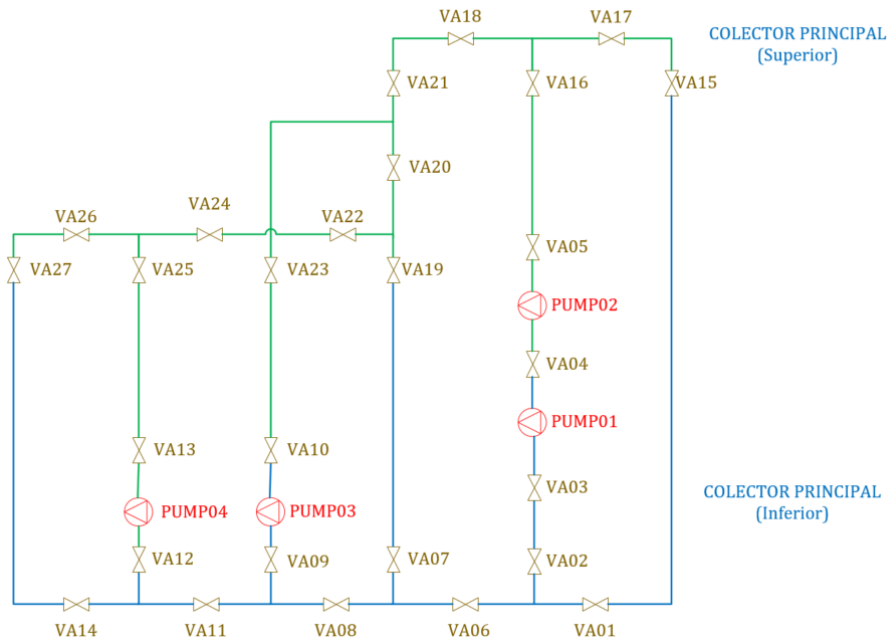 VA18
VA17
COLECTOR PRINCIPAL
(Superior)
VA21
VA16
VA15
VA20
VA26
VA24
VA22
VA27
VA25
VA23
VA19
VA05
PUMP02
VA04
PUMP01
VA13
VA10
VA03
COLECTOR PRINCIPAL
(Inferior)
PUMP04
PUMP03
VA12
VA09
VA07
VA02
VA14
VA11
VA08
VA06
VA01